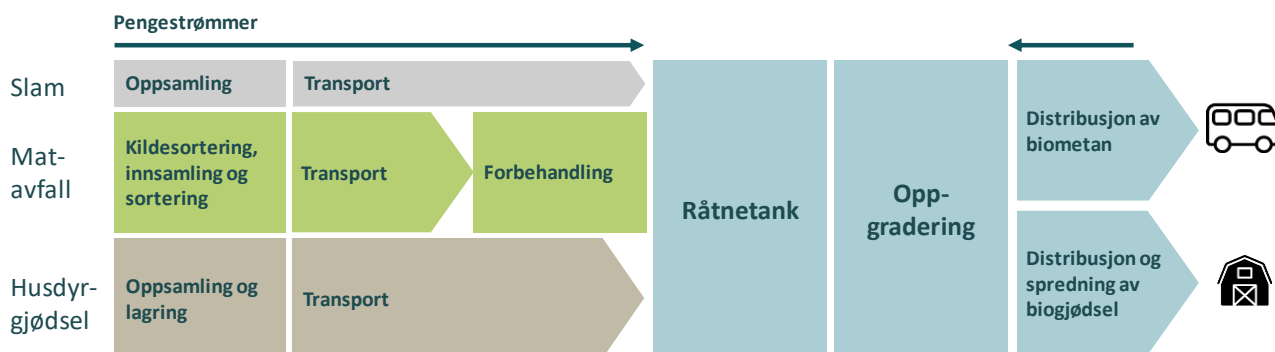 Pengestrømmer
Slam
Oppsamling
Transport
Mat-
avfall
Kildesortering,
innsamling og
sortering
Transport
Forbehandling
Husdyr-
gjødsel
Oppsamling og
lagring
Transport
Råtnetank
Opp-
gradering
Distribusjon av
biometan
Distribusjon og
spredning av
biogjødsel